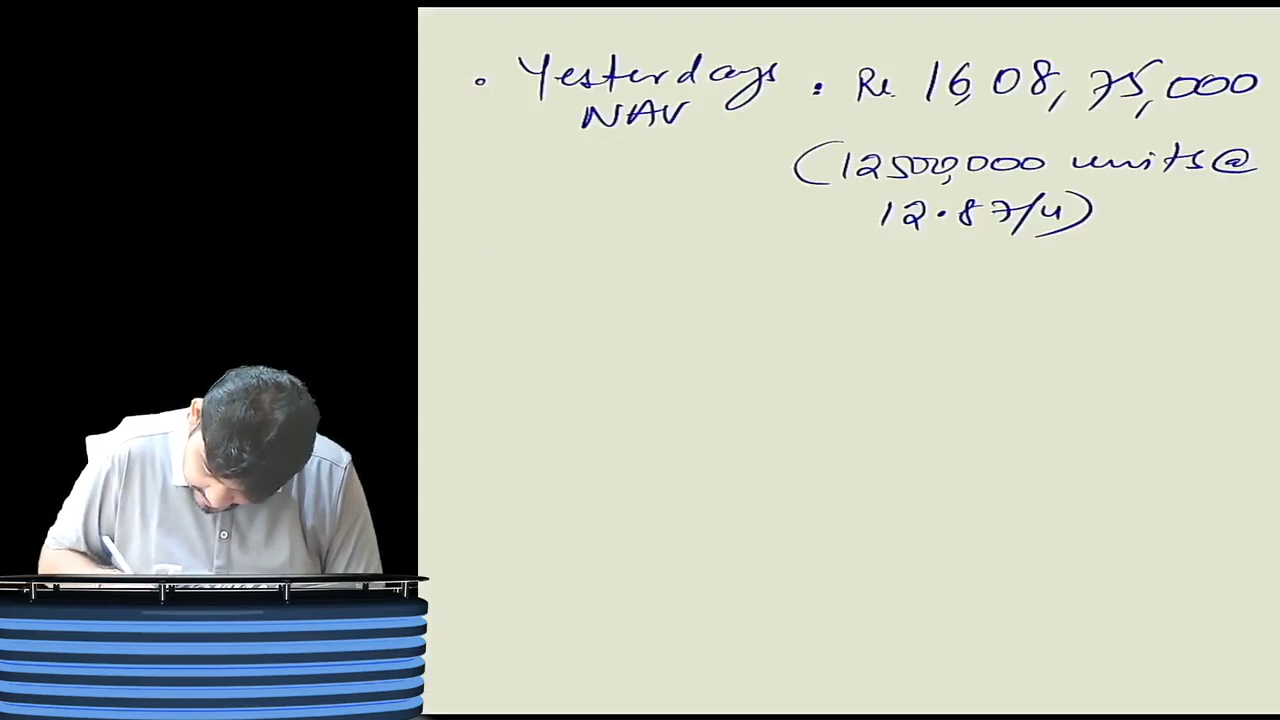 • Yesterdays : Rs. 16,08,75,000
NAV
(12500,000 units @
12.87/u)